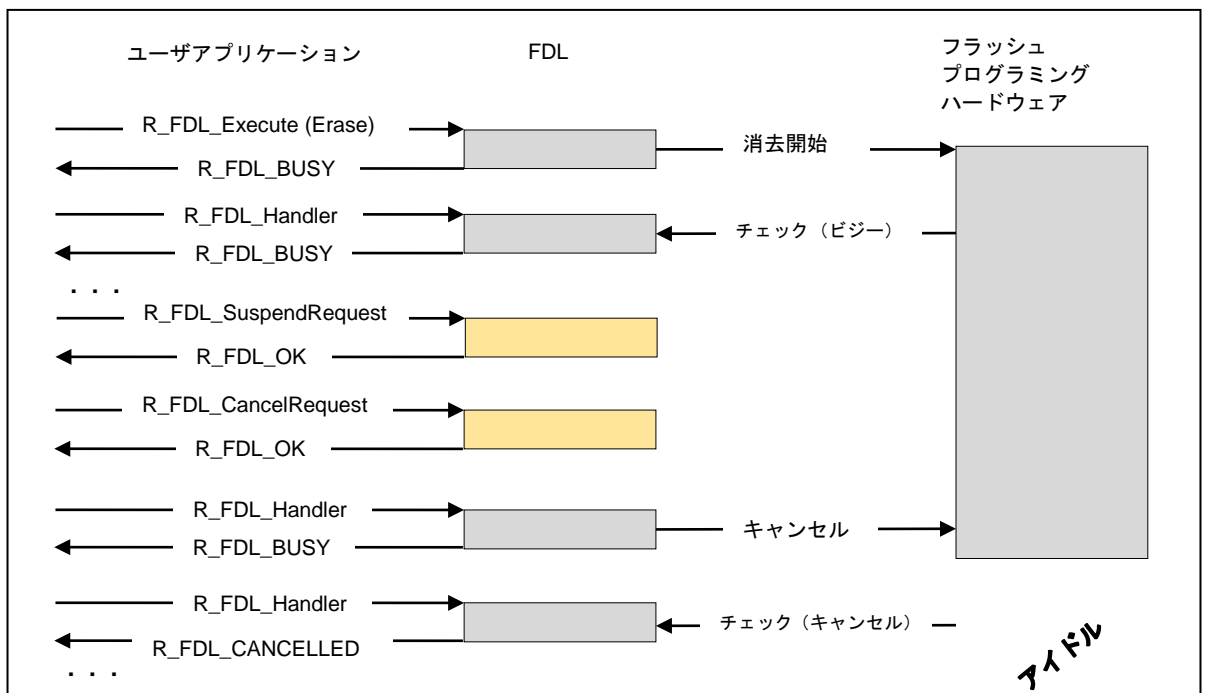 ユーザアプリケーション
FDL
フラッシュ
プログラミング
ハードウェア
R_FDL_Execute (Erase)
消去開始
R_FDL_BUSY
R_FDL_Handler
チェック（ビジー）
R_FDL_BUSY
. . .
R_FDL_SuspendRequest
R_FDL_OK
R_FDL_CancelRequest
R_FDL_OK
R_FDL_Handler
キャンセル
R_FDL_BUSY
R_FDL_Handler
チェック（キャンセル）
R_FDL_CANCELLED
アイドル
. . .